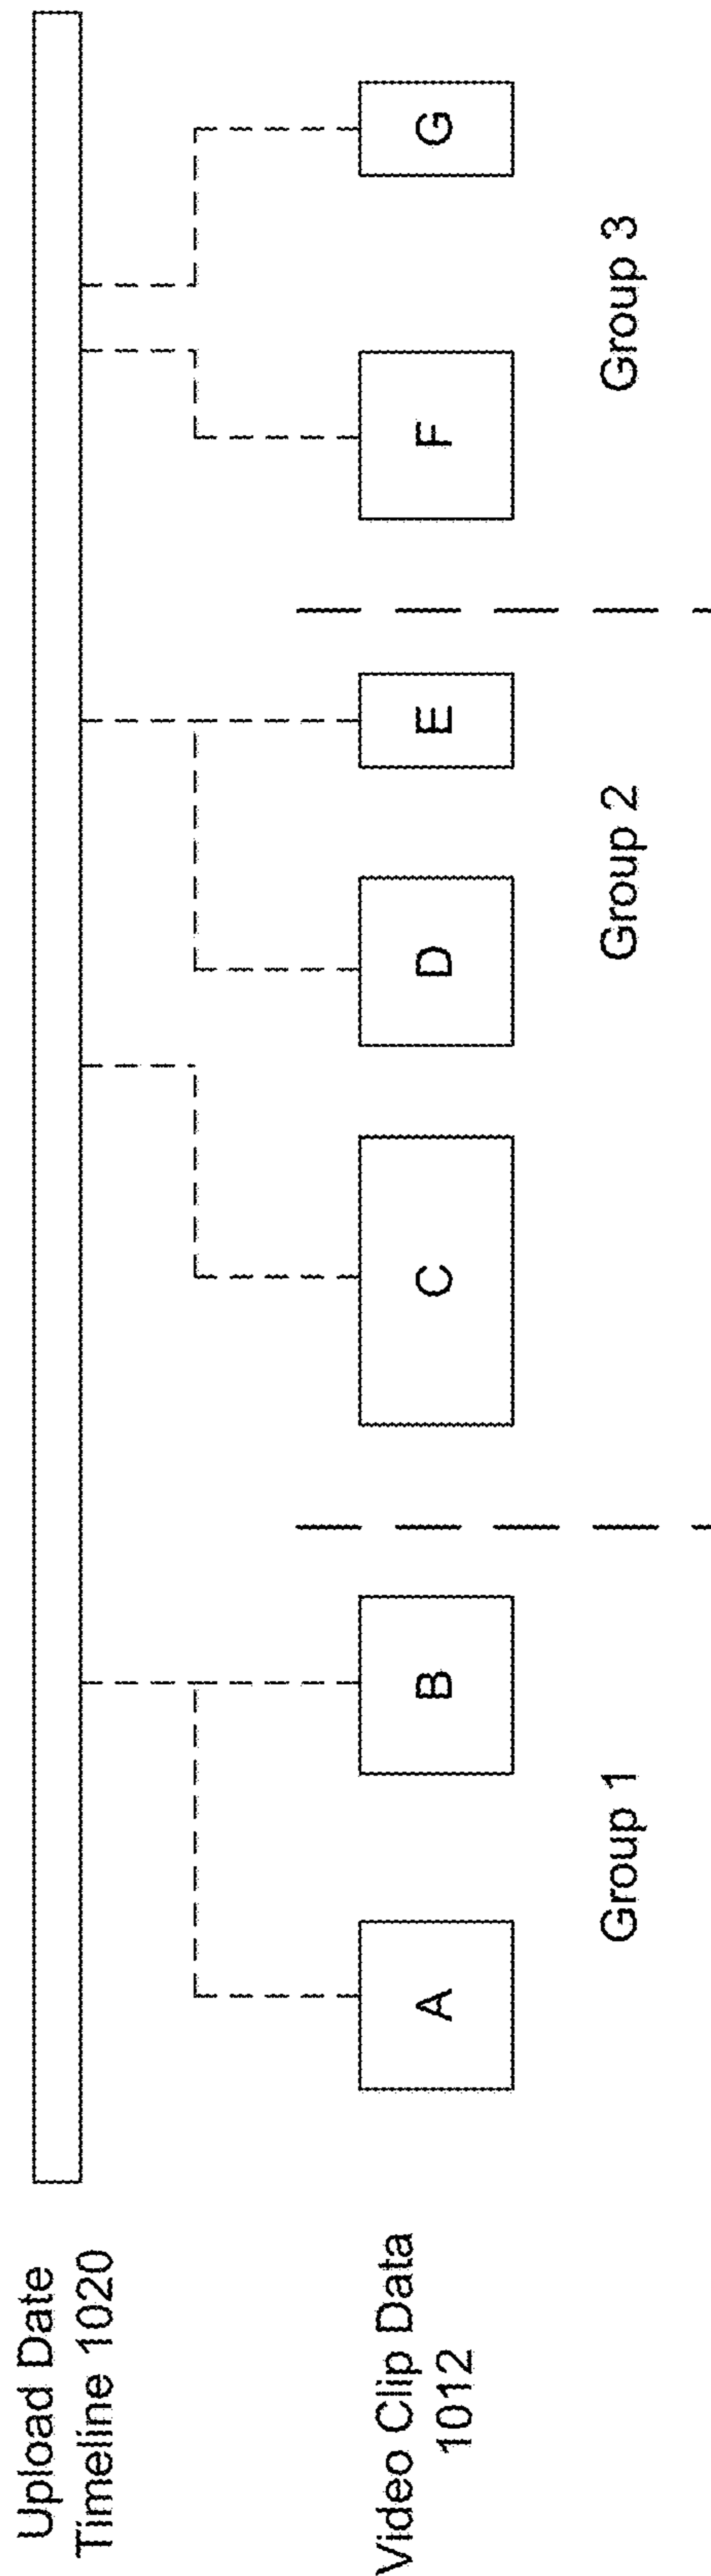 Upload Date
Timeline 1020
Video Clip Data
1012
A
B
C
D
E
F
G
Group 1
Group 2
Group 3